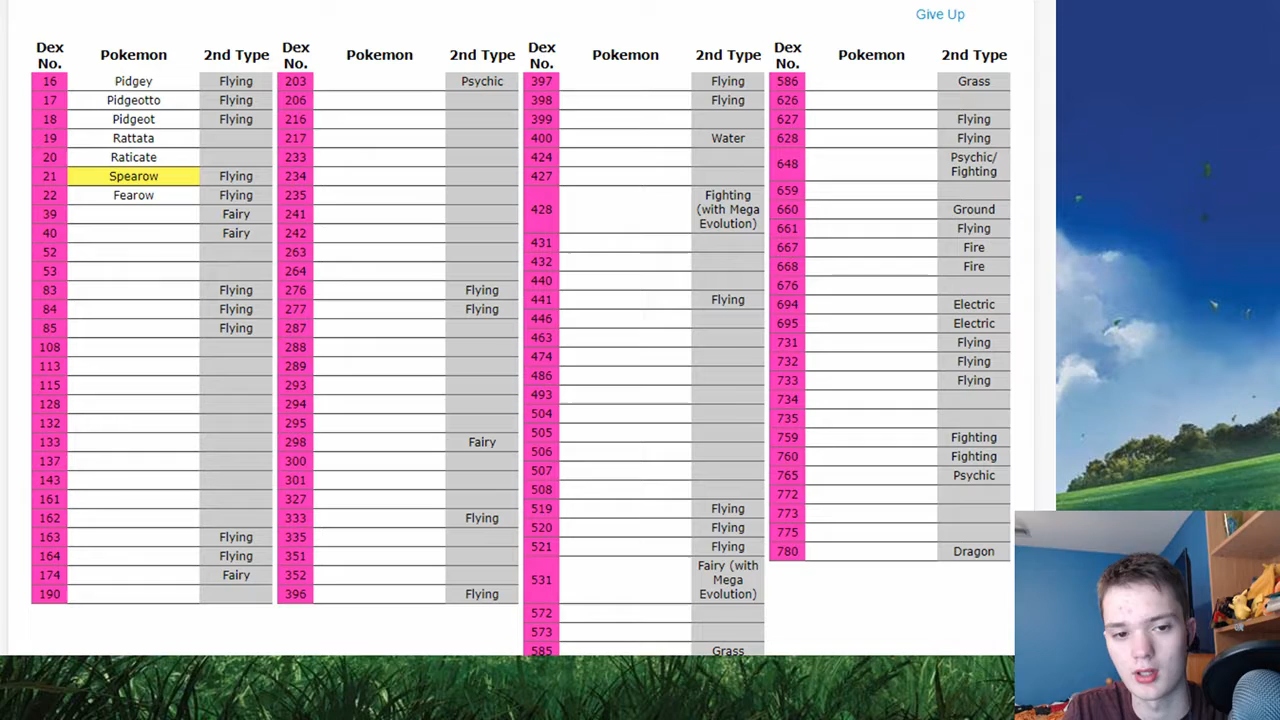 Give Up
Dex No. Pokemon 2nd Type Dex No. Pokemon 2nd Type Dex No. Pokemon 2nd Type Dex No. Pokemon 2nd Type
16 Pidgey Flying
17 Pidgeotto Flying
18 Pidgeot Flying
19 Rattata
20 Raticate
21 Spearow Flying
22 Fearow Flying
39 Fairy
40 Fairy
52
53
83 Flying
84 Flying
85 Flying
108
113
115
128
132
133
137
143
161
162
163 Flying
164 Flying
174 Fairy
190
203 Psychic
206
216
217
233
234
235
241
242
263
264
276 Flying
277 Flying
287
288
289
293
294
295
298 Fairy
300
301
327
333 Flying
335
351
352
396 Flying
397 Flying
398 Flying
399
400 Water
424
427
428 Fighting
(with Mega
Evolution)
431
432
440
441 Flying
446
463
474
486
493
504
505
506
507
508
519 Flying
520 Flying
521 Flying
531 Fairy (with
Mega
Evolution)
572
573
585 Grass
586 Grass
626
627 Flying
628 Flying
648 Psychic/
Fighting
659
660 Ground
661 Flying
667 Fire
668 Fire
676
694 Electric
695 Electric
731 Flying
732 Flying
733 Flying
734
735
759 Fighting
760 Fighting
765 Psychic
772
773
775
780 Dragon